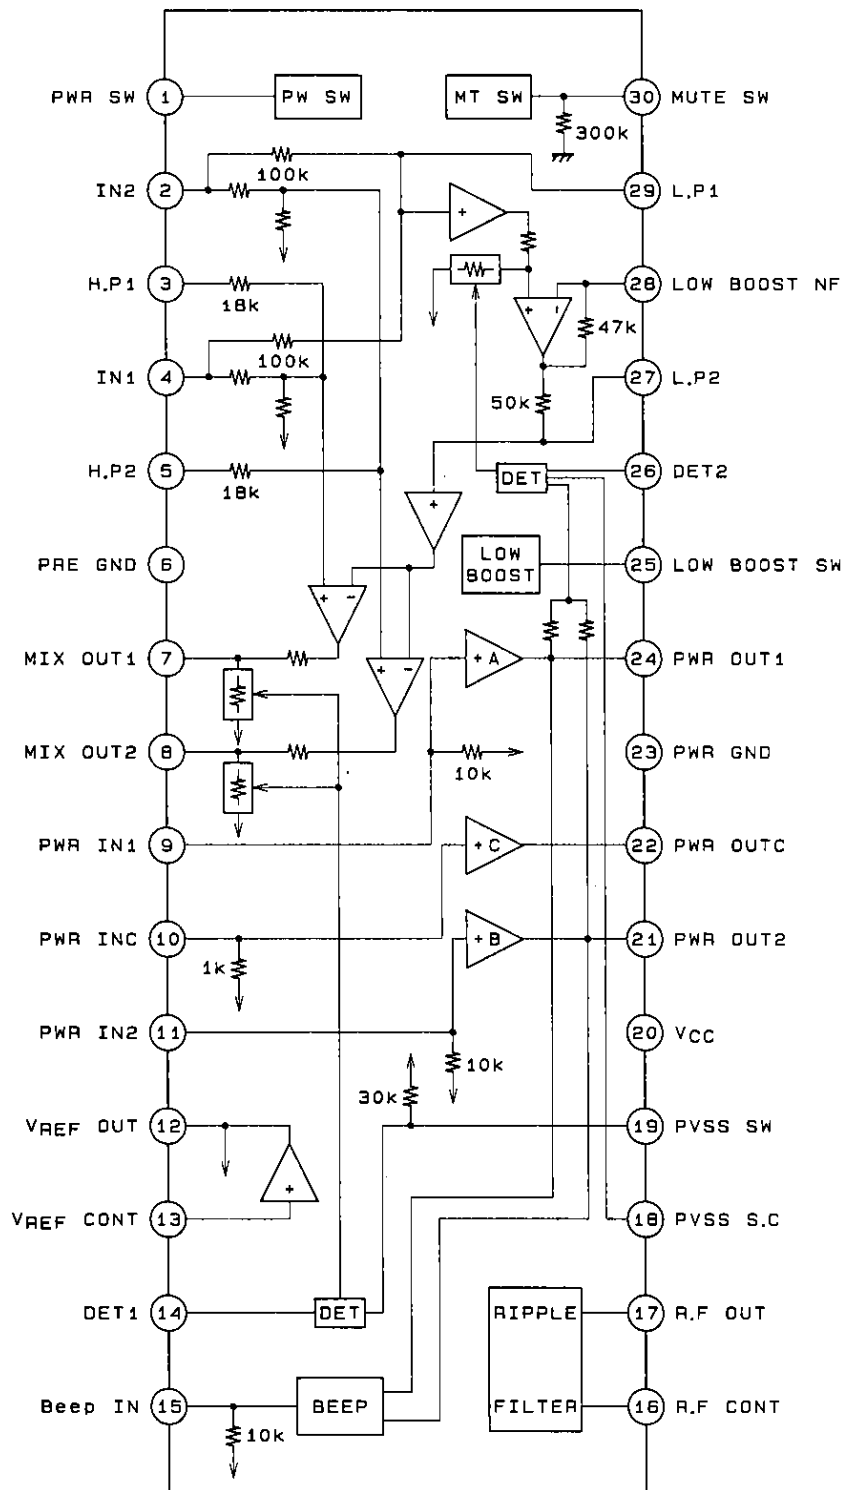 PWR SW 1 PW SW MT SW 30 MUTE SW
300k
100k
IN2 2 + 29 L.P1
H.P1 3 28 LOW BOOST NF
18k + - 47k
100k
IN1 4 27 L.P2
50k
H.P2 5 DET 26 DET2
18k
+
PRE GND 6 LOW BOOST 25 LOW BOOST SW
+ -
MIX OUT1 7 + - + A 24 PWR OUT1
MIX OUT2 8 10k 23 PWR GND
PWR IN1 9 + C 22 PWR OUTC
PWR INC 10 + B 21 PWR OUT2
1k
PWR IN2 11 20 VCC
10k
30k
VREF OUT 12 19 PVSS SW
+
VREF CONT 13 18 PVSS S.C
DET1 14 DET RIPPLE 17 R.F OUT
Beep IN 15 BEEP FILTER 16 R.F CONT
10k